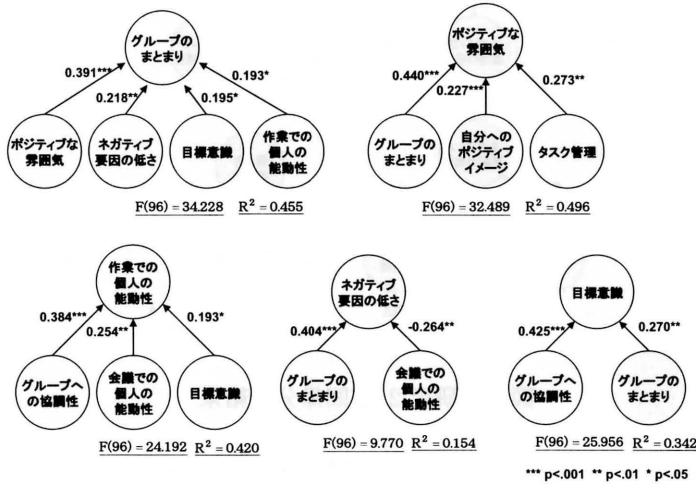 グループの
まとまり
0.391***
0.218**
0.195*
0.193*
ポジティブな
雰囲気
ネガティブ
要因の低さ
目標意識
作業での
個人の
能動性
F(96) = 34.228 R² = 0.455
ポジティブな
雰囲気
0.440***
0.227***
0.273**
グループの
まとまり
自分への
ポジティブ
イメージ
タスク管理
F(96) = 32.489 R² = 0.496
作業での
個人の
能動性
0.384***
0.254**
0.193*
グループへ
の協調性
会議での
個人の
能動性
目標意識
F(96) = 24.192 R² = 0.420
ネガティブ
要因の低さ
0.404***
-0.264**
グループの
まとまり
会議での
個人の
能動性
F(96) = 9.770 R² = 0.154
目標意識
0.425***
0.270**
グループへ
の協調性
グループの
まとまり
F(96) = 25.956 R² = 0.342
*** p<.001 ** p<.01 * p<.05